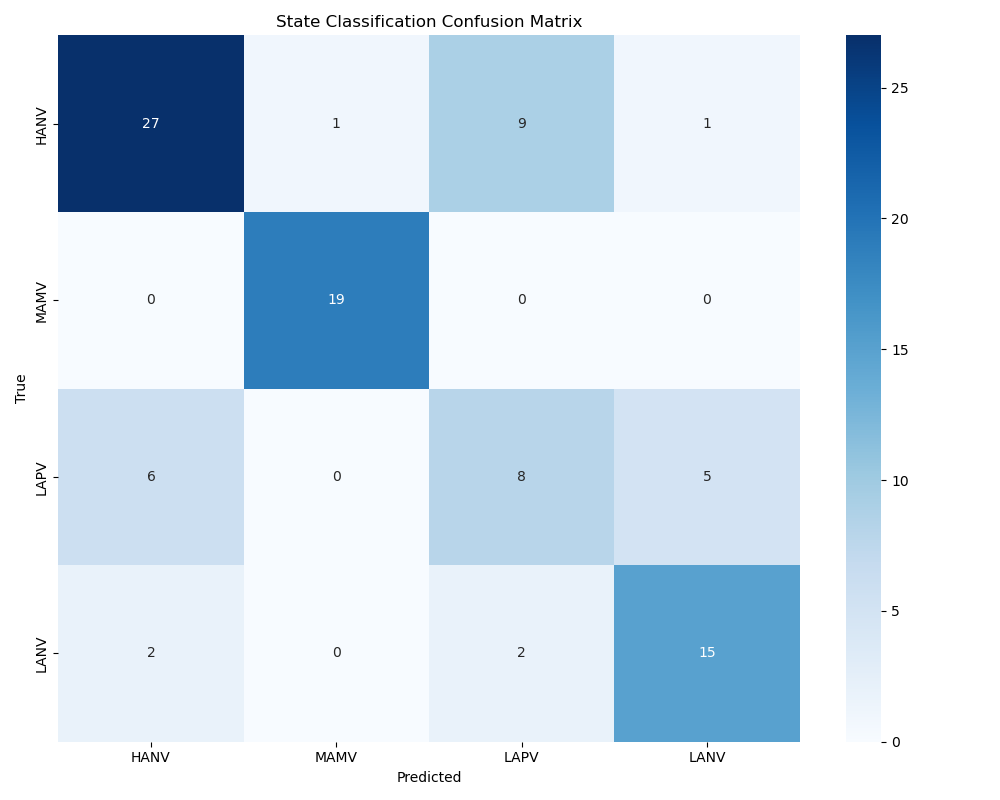 State Classification Confusion Matrix
True
HANV 27 1 9 1
MAMV 0 19 0 0
LAPV 6 0 8 5
LANV 2 0 2 15
HANV MAMV LAPV LANV
Predicted
25
20
15
10
5
0